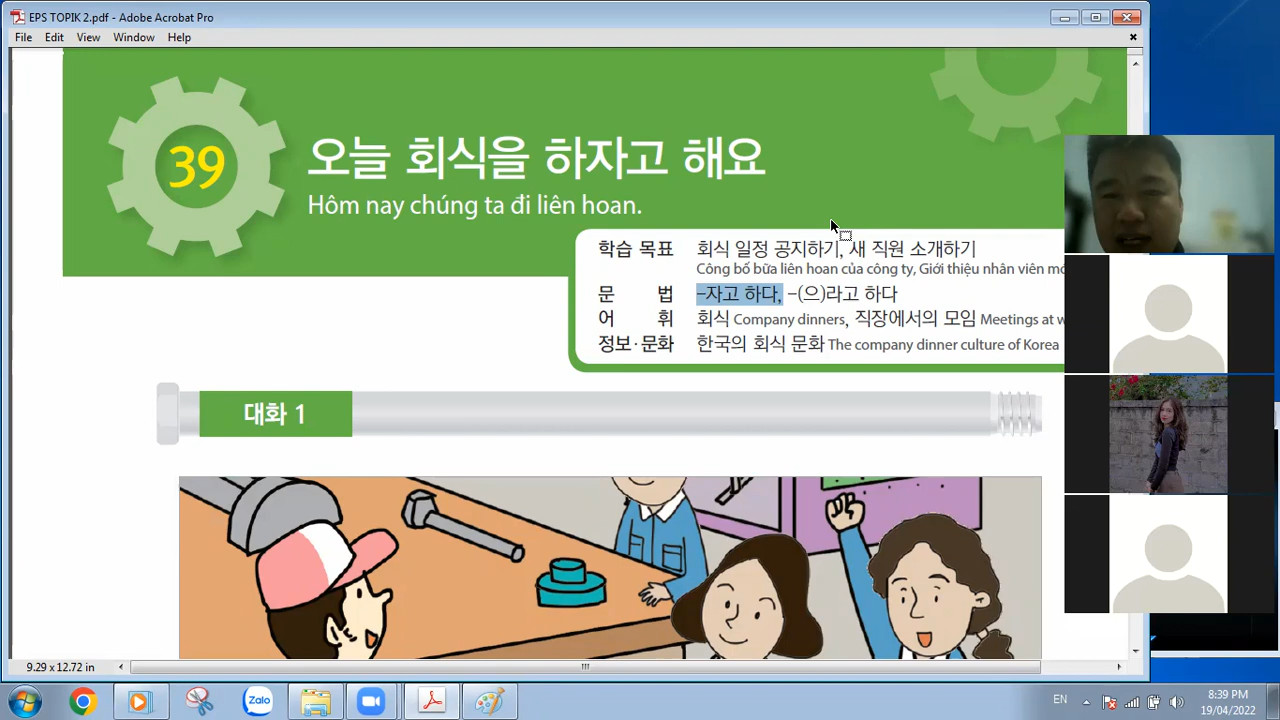 EPS TOPIK 2.pdf - Adobe Acrobat Pro
File Edit View Window Help
39
오늘 회식을 하자고 해요
Hôm nay chúng ta đi liên hoan.
학습 목표 회식 일정 공지하기, 새 직원 소개하기
Công bố bữa liên hoan của công ty, Giới thiệu nhân viên mớ
문 법 –자고 하다, –(으)라고 하다
어 휘 회식 Company dinners, 직장에서의 모임 Meetings at w
정보·문화 한국의 회식 문화 The company dinner culture of Korea
대화 1
9.29 x 12.72 in
Zalo
EN
8:39 PM
19/04/2022